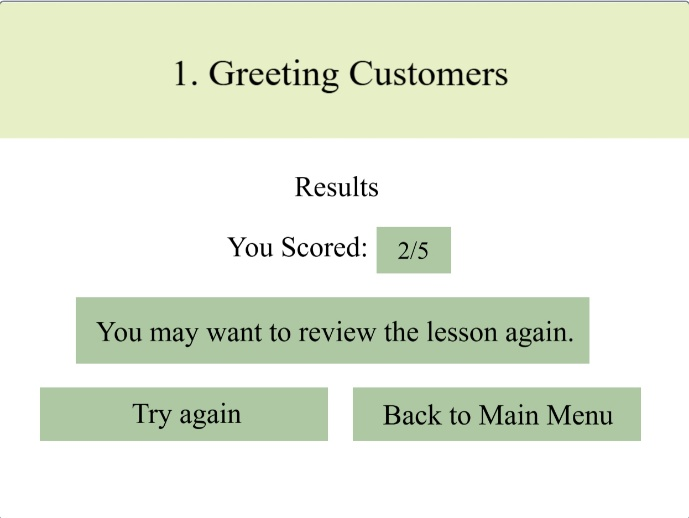 1. Greeting Customers
Results
You Scored: 2/5
You may want to review the lesson again.
Try again
Back to Main Menu